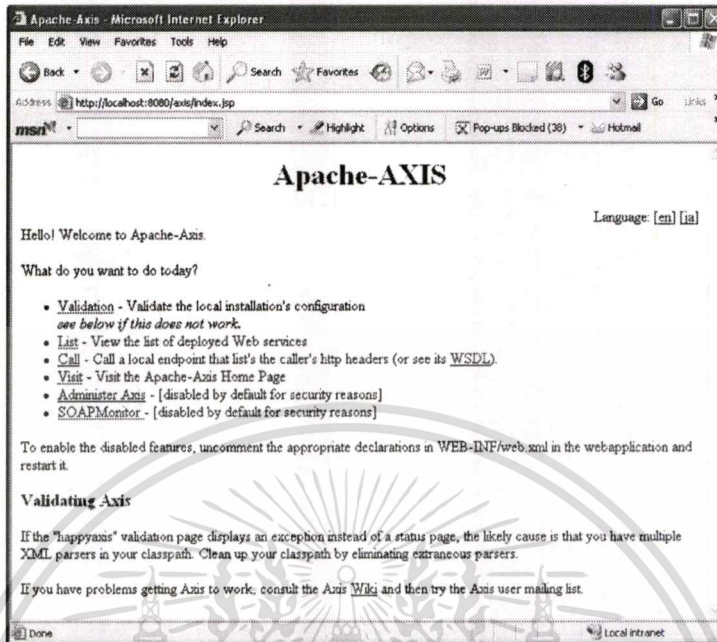 Apache-Axis - Microsoft Internet Explorer
File Edit View Favorites Tools Help
Back Search Favorites
Address http://localhost:8080/axis/index.jsp Go Links
msn Search Highlight Options Pop-ups Blocked (38) Hotmail
Apache-AXIS
Language: [en] [ja]
Hello! Welcome to Apache-Axis.
What do you want to do today?
• Validation - Validate the local installation's configuration
see below if this does not work.
• List - View the list of deployed Web services
• Call - Call a local endpoint that list's the caller's http headers (or see its WSDL).
• Visit - Visit the Apache-Axis Home Page
• Administer Axis - [disabled by default for security reasons]
• SOAPMonitor - [disabled by default for security reasons]
To enable the disabled features, uncomment the appropriate declarations in WEB-INF/web.xml in the webapplication and
restart it.
Validating Axis
If the "happyaxis" validation page displays an exception instead of a status page, the likely cause is that you have multiple
XML parsers in your classpath. Clean up your classpath by eliminating extraneous parsers.
If you have problems getting Axis to work, consult the Axis Wiki and then try the Axis user mailing list.
Done Local intranet